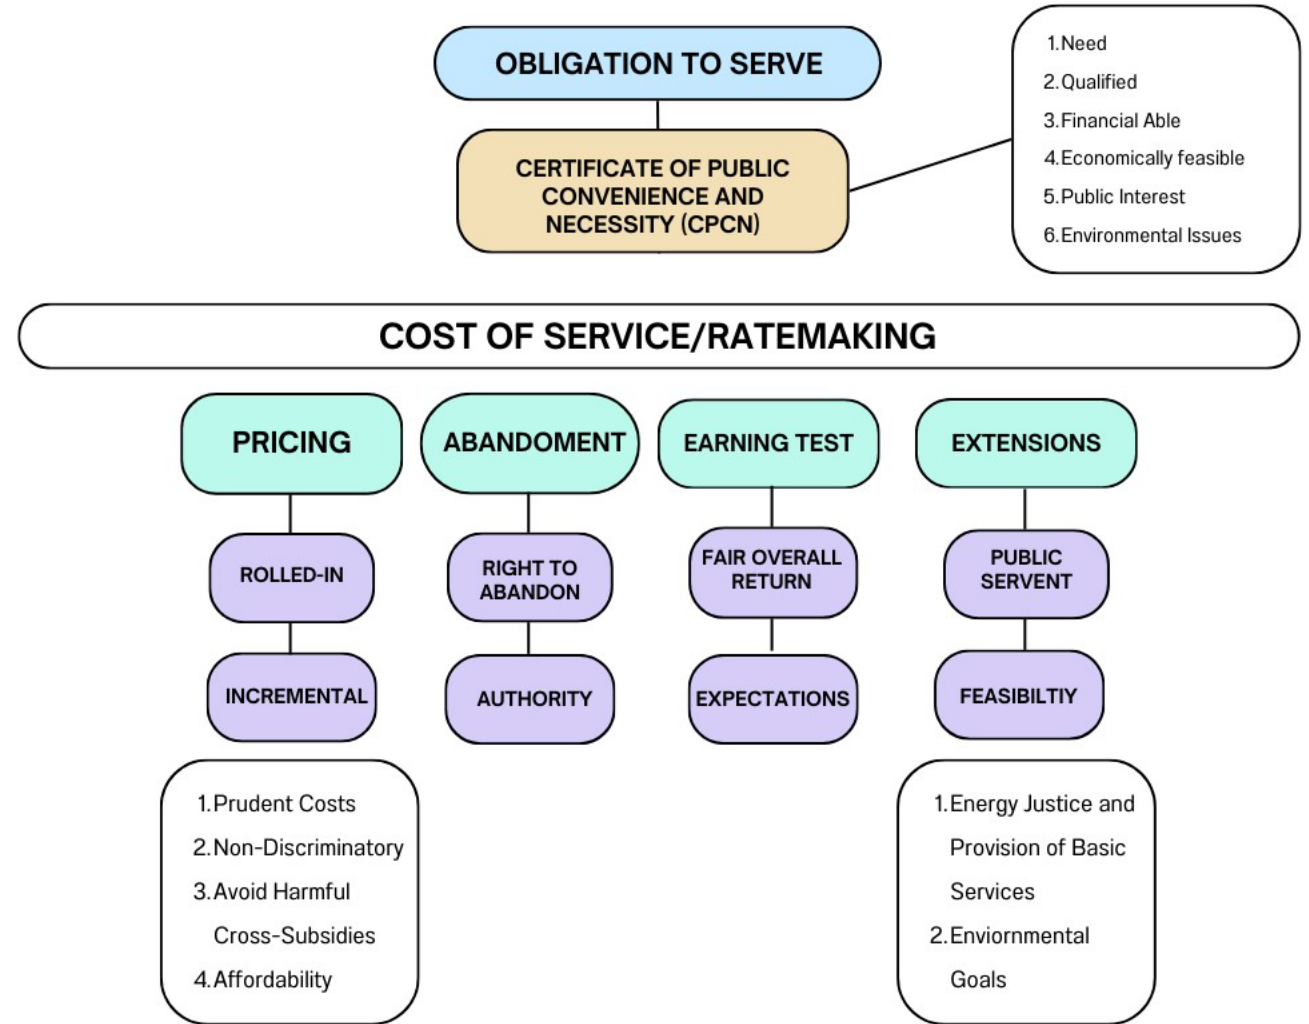 OBLIGATION TO SERVE
CERTIFICATE OF PUBLIC
CONVENIENCE AND
NECESSITY (CPCN)
1.Need
2.Qualified
3.Financial Able
4.Economically feasible
5.Public Interest
6.Environmental Issues
COST OF SERVICE/RATEMAKING
PRICING
ABANDOMENT
EARNING TEST
EXTENSIONS
ROLLED-IN
RIGHT TO
ABANDON
FAIR OVERALL
RETURN
PUBLIC
SERVENT
INCREMENTAL
AUTHORITY
EXPECTATIONS
FEASIBILTIY
1.Prudent Costs
2.Non-Discriminatory
3.Avoid Harmful
Cross-Subsidies
4.Affordability
1.Energy Justice and
Provision of Basic
Services
2.Enviornmental
Goals